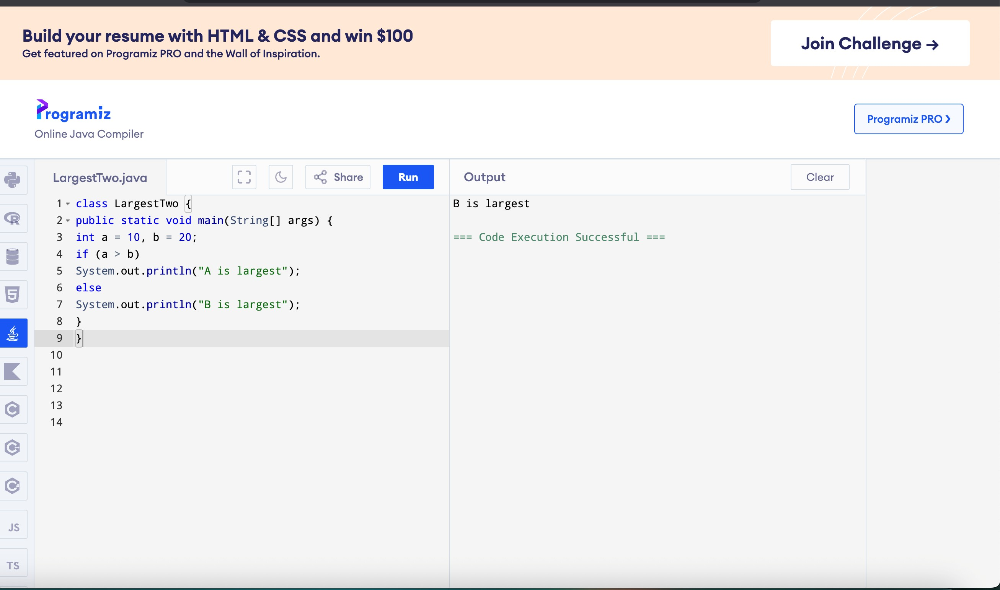 Build your resume with HTML & CSS and win $100
Get featured on Programiz PRO and the Wall of Inspiration.
Join Challenge →
Programiz
Online Java Compiler
Programiz PRO ❯
LargestTwo.java
Share
Run
Output
Clear
1 class LargestTwo {
2 public static void main(String[] args) {
3 int a = 10, b = 20;
4 if (a > b)
5 System.out.println("A is largest");
6 else
7 System.out.println("B is largest");
8 }
9 }
10
11
12
13
14
B is largest
=== Code Execution Successful ===
R
5
C
C++
C#
JS
TS